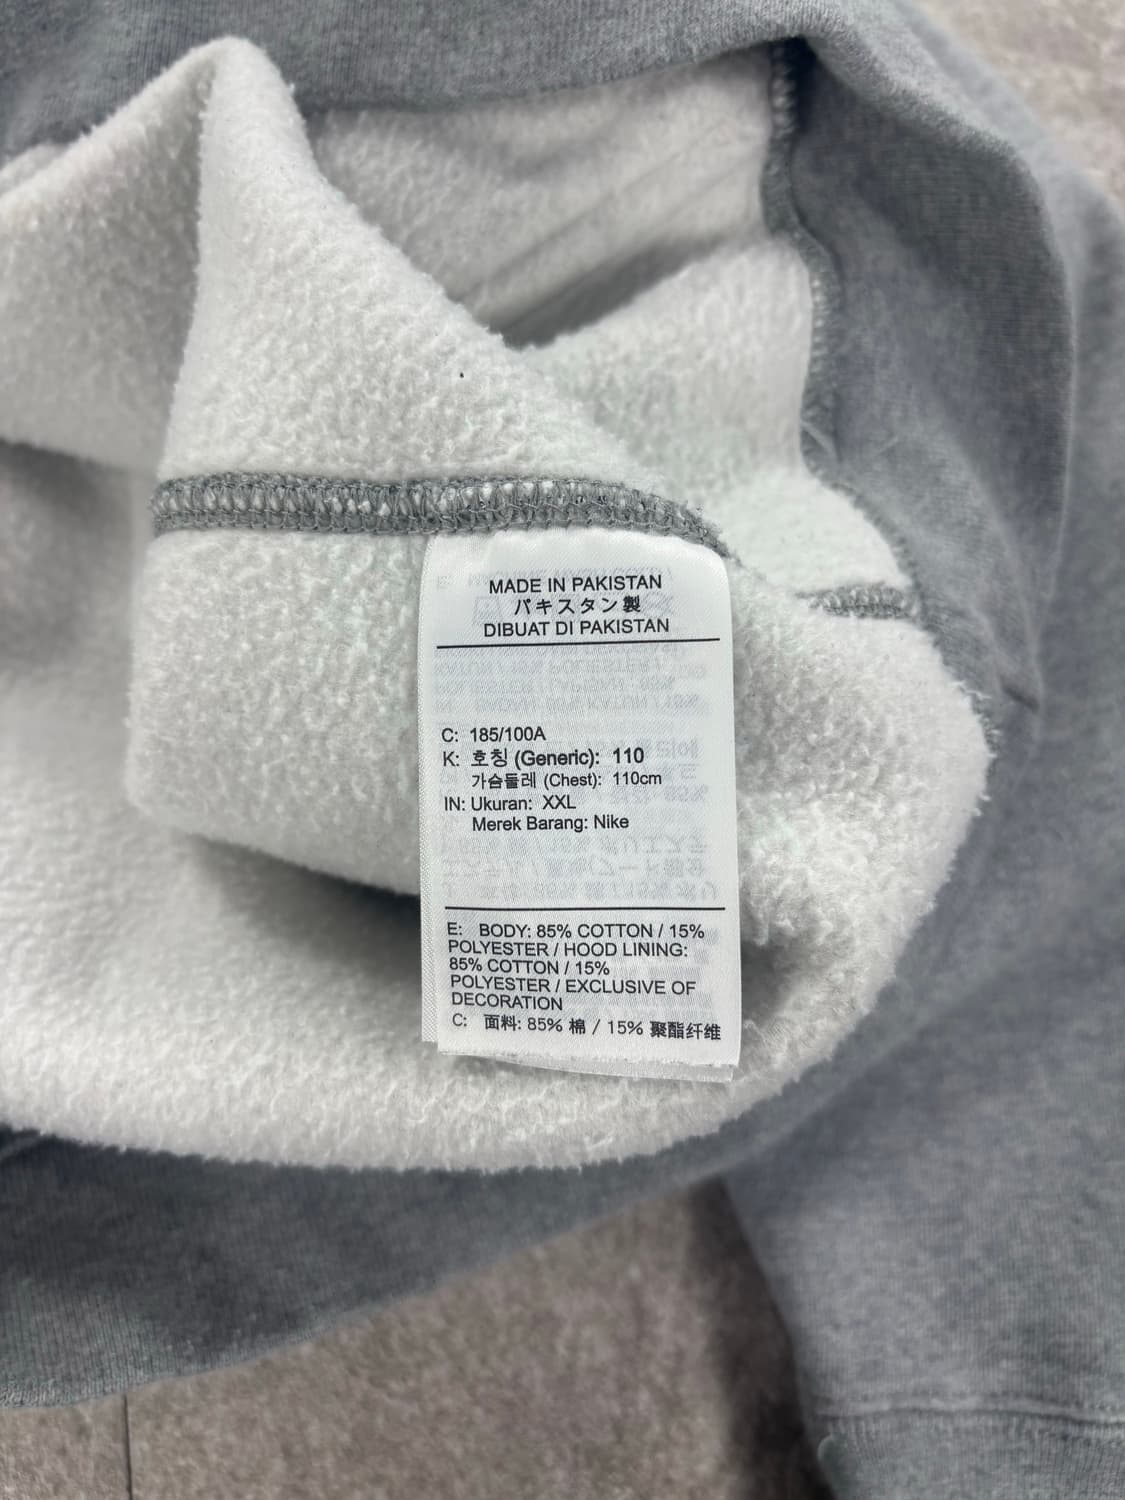 MADE IN PAKISTAN
パキスタン製
DIBUAT DI PAKISTAN
C: 185/100A
K: 호칭 (Generic): 110
가슴둘레 (Chest): 110cm
IN: Ukuran: XXL
Merek Barang: Nike
E: BODY: 85% COTTON / 15%
POLYESTER / HOOD LINING:
85% COTTON / 15%
POLYESTER / EXCLUSIVE OF
DECORATION
C: 面料: 85% 棉 / 15% 聚酯纤维